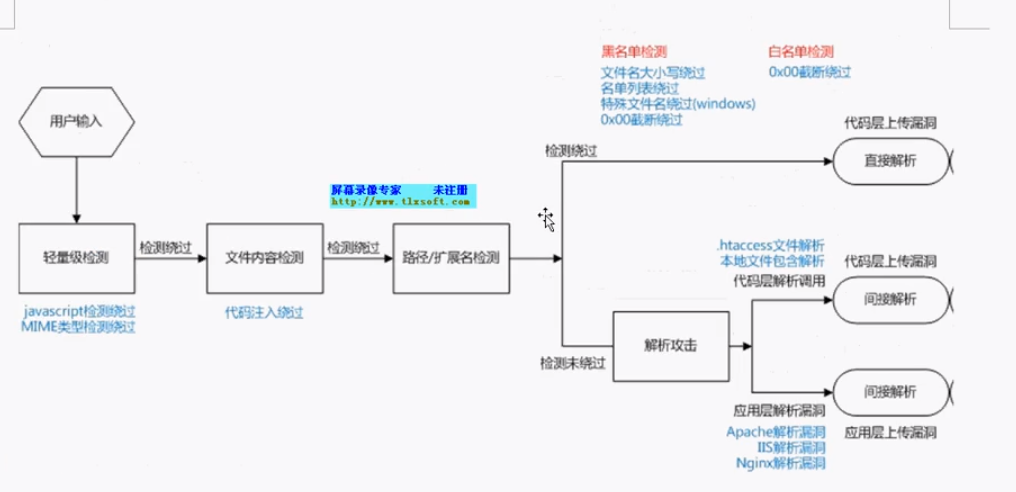 黑名单检测
白名单检测
文件名大小写绕过
0x00截断绕过
名单列表绕过
特殊文件名绕过(windows)
0x00截断绕过
用户输入
代码层上传漏洞
检测绕过
直接解析
屏幕录像专家 未注册
http://www.tlxsoft.com
轻量级检测
检测绕过
文件内容检测
检测绕过
路径/扩展名检测
javascript检测绕过
MIME类型检测绕过
代码注入绕过
.htaccess文件解析
本地文件包含解析
代码层解析调用
代码层上传漏洞
间接解析
检测未绕过
解析攻击
间接解析
应用层解析漏洞
Apache解析漏洞
IIS解析漏洞
Nginx解析漏洞
应用层上传漏洞